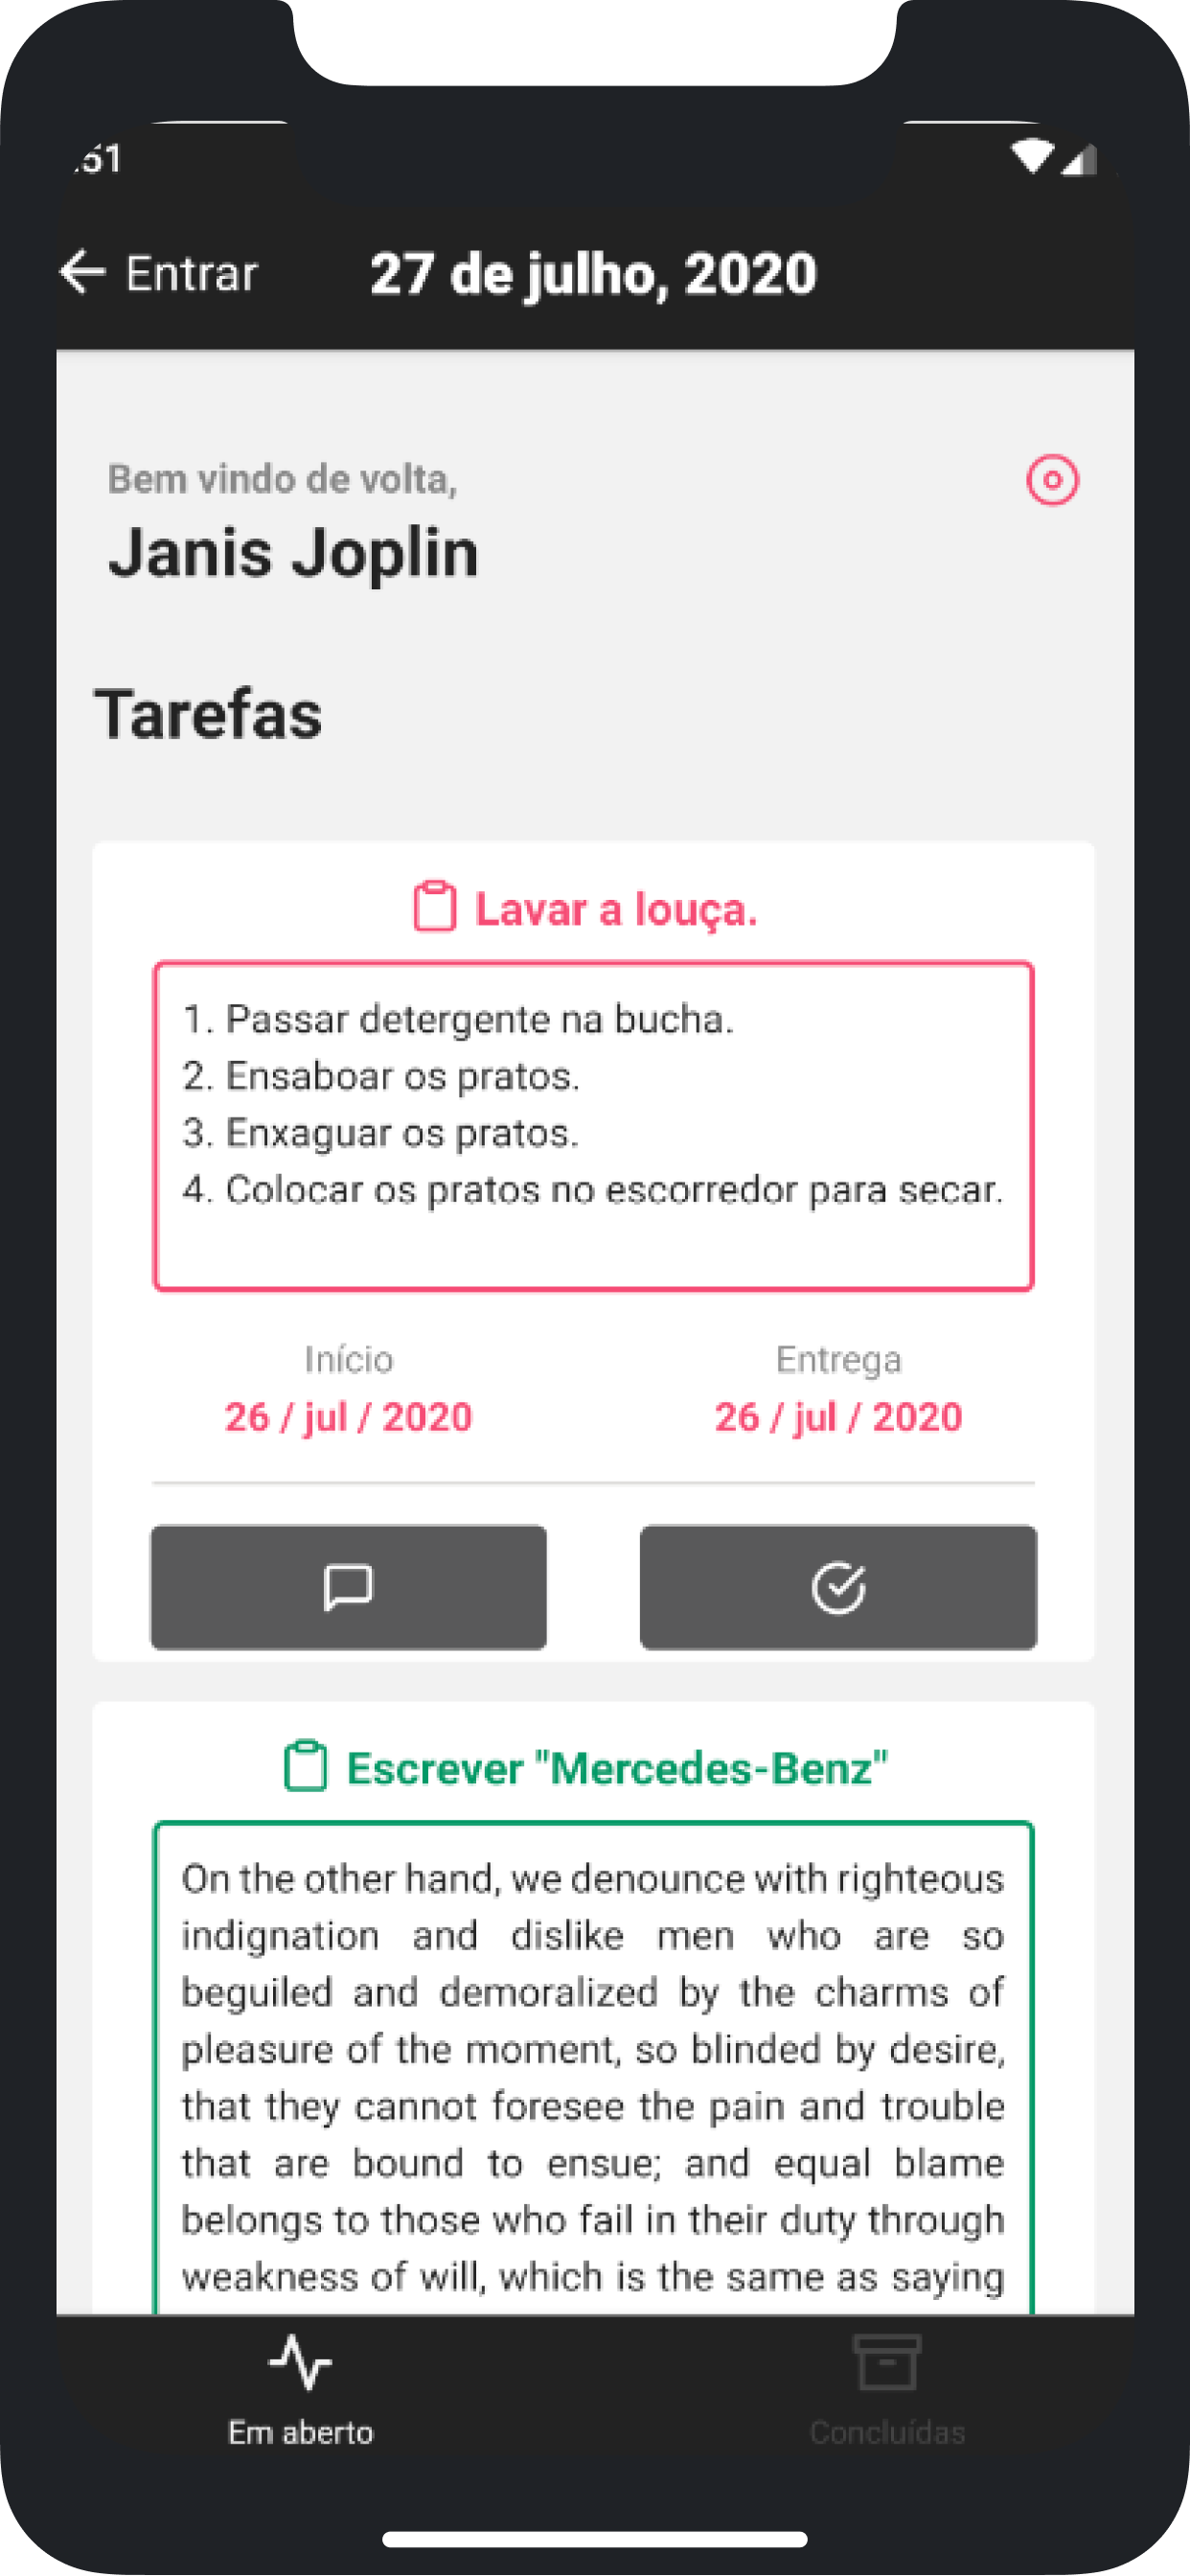 :51
Entrar
27 de julho, 2020
Bem vindo de volta,
Janis Joplin
Tarefas
Lavar a louça.
1. Passar detergente na bucha.
2. Ensaboar os pratos.
3. Enxaguar os pratos.
4. Colocar os pratos no escorredor para secar.
Início
Entrega
26 / jul / 2020
26 / jul / 2020
Escrever "Mercedes-Benz"
On the other hand, we denounce with righteous
indignation and dislike men who are so
beguiled and demoralized by the charms of
pleasure of the moment, so blinded by desire,
that they cannot foresee the pain and trouble
that are bound to ensue; and equal blame
belongs to those who fail in their duty through
weakness of will, which is the same as saying
Em aberto
Concluídas